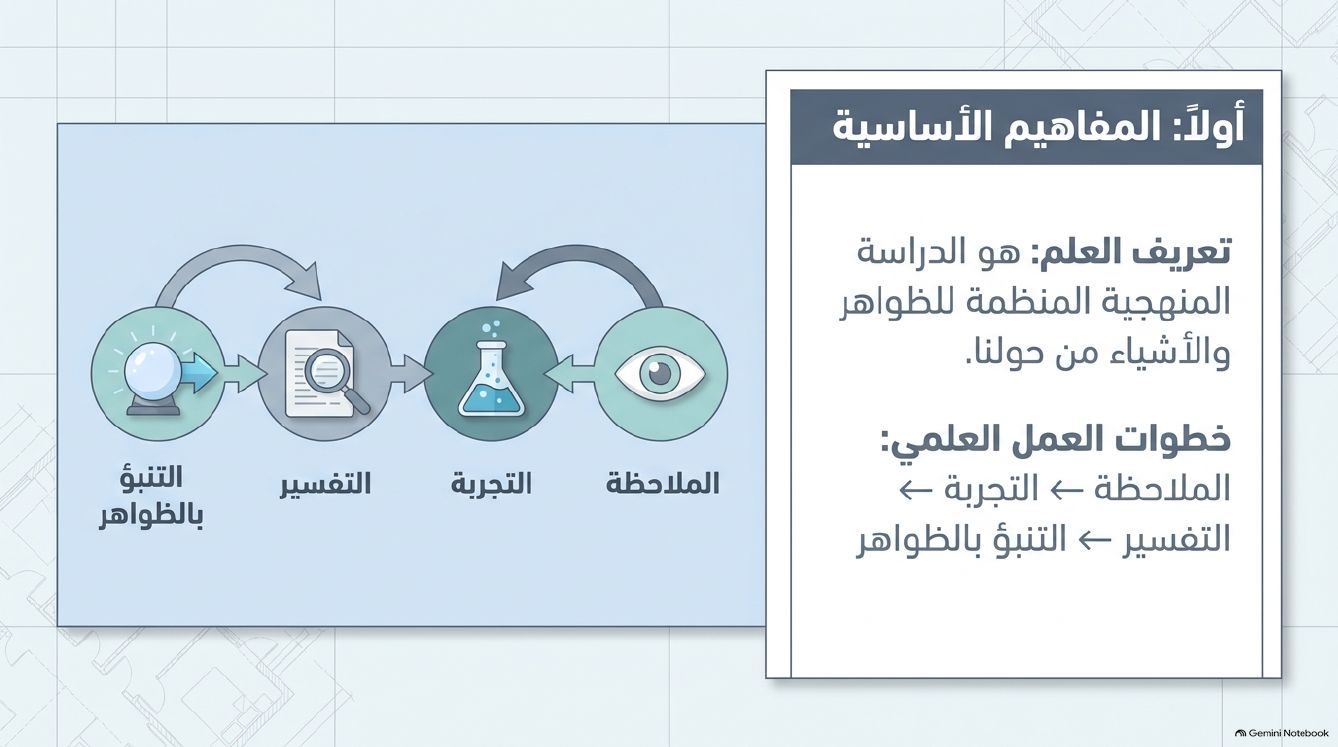 أولاً: المفاهيم الأساسية
تعريف العلم: هو الدراسة
المنهجية المنظمة للظواهر
والأشياء من حولنا.
خطوات العمل العلمي:
الملاحظة ← التجربة ←
التفسير ← التنبؤ بالظواهر
الملاحظة
التجربة
التفسير
التنبؤ
بالظواهر
Gemini Notebook